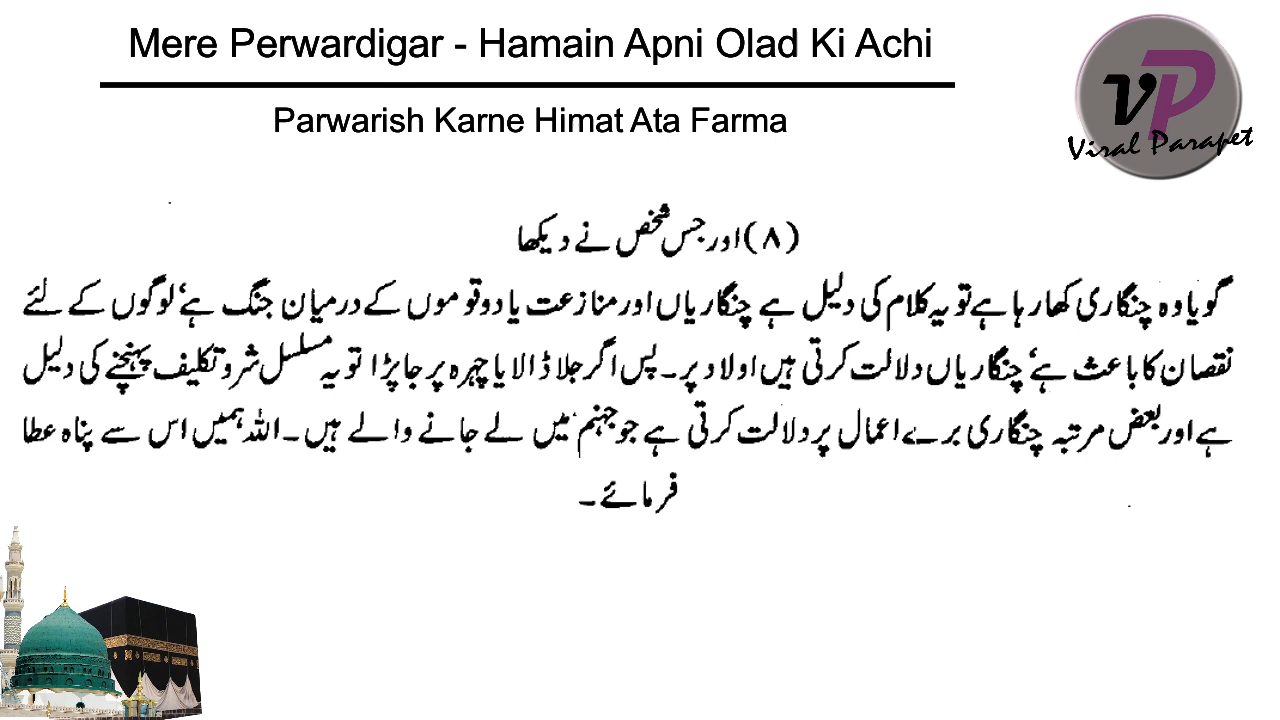 Mere Perwardigar - Hamain Apni Olad Ki Achi
Parwarish Karne Himat Ata Farma
VP
Viral Parapet
(۸) اور جس شخص نے دیکھا
گویا وہ چنگاری کھا رہا ہے تو یہ کلام کی دلیل ہے چنگاریاں اور منازعت یا دو قوموں کے درمیان جنگ ہے‘ لوگوں کے لئے
نقصان کا باعث ہے‘ چنگاریاں دلالت کرتی ہیں اولاد پر۔ پس اگر جلا ڈالا یا چہرہ پر جا پڑا تو یہ مسلسل شر و تکلیف پہنچنے کی دلیل
ہے اور بعض مرتبہ چنگاری برے اعمال پر دلالت کرتی ہے جو جہنم میں لے جانے والے ہیں۔ اللہ ہمیں اس سے پناہ عطا
فرمائے۔